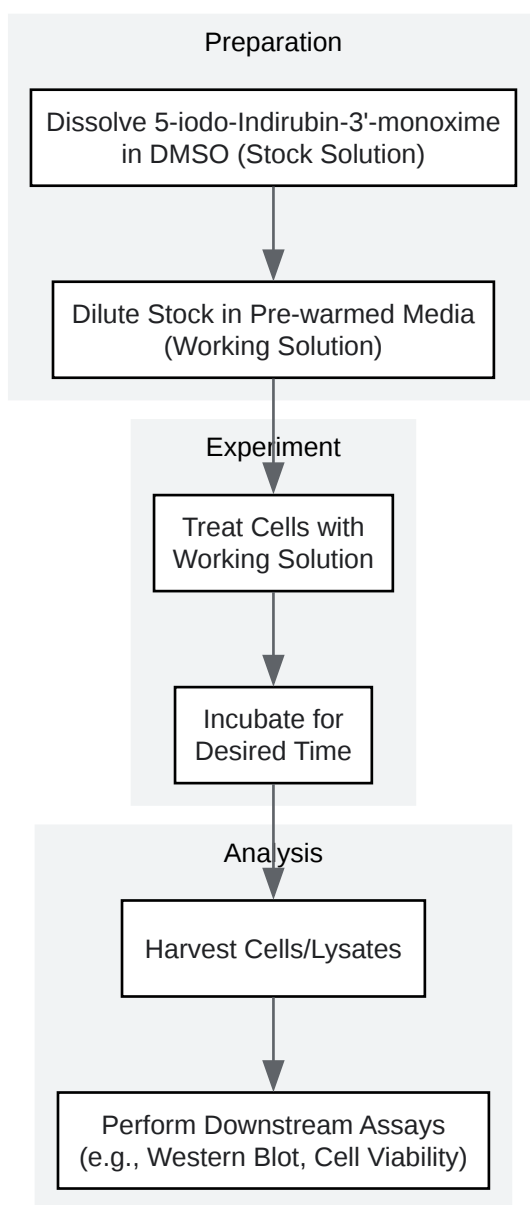 Preparation
Dissolve 5-iodo-Indirubin-3'-monoxime
in DMSO (Stock Solution)
Dilute Stock in Pre-warmed Media
(Working Solution)
Experiment
Treat Cells with
Working Solution
Incubate for
Desired Time
Analysis
Harvest Cells/Lysates
Perform Downstream Assays
(e.g., Western Blot, Cell Viability)